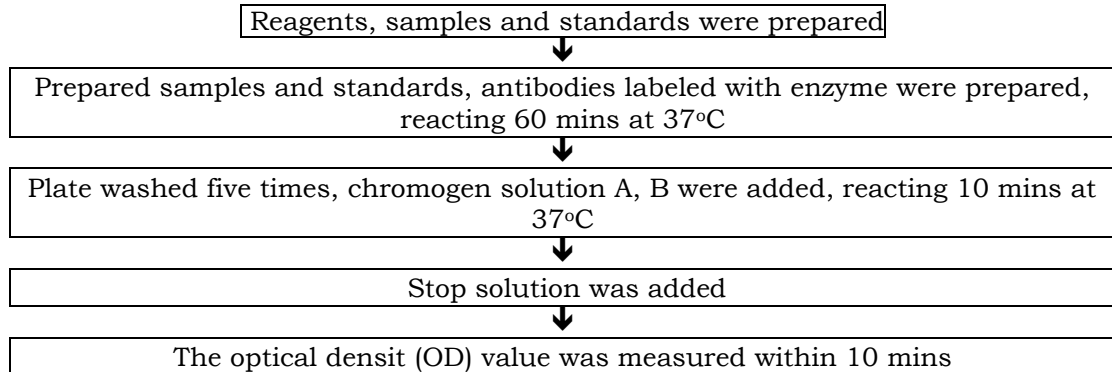 Reagents, samples and standards were prepared
Prepared samples and standards, antibodies labeled with enzyme were prepared,
reacting 60 mins at 37°C
Plate washed five times, chromogen solution A, B were added, reacting 10 mins at
37°C
Stop solution was added
The optical densit (OD) value was measured within 10 mins